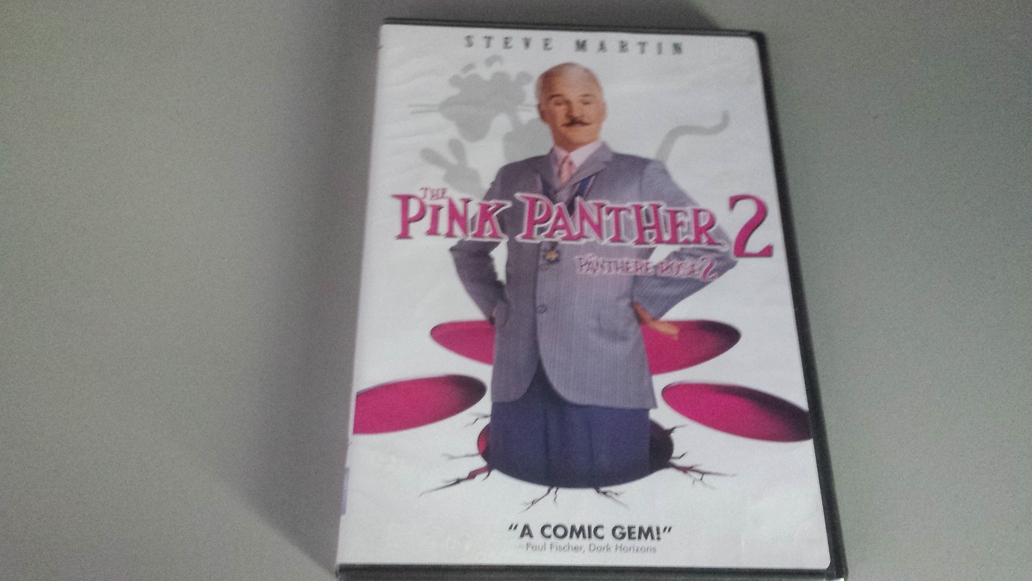 STEVE MARTIN
THE
PINK PANTHER 2
PANTHÈRE ROSE 2
"A COMIC GEM!"
- Paul Fischer, Dark Horizons